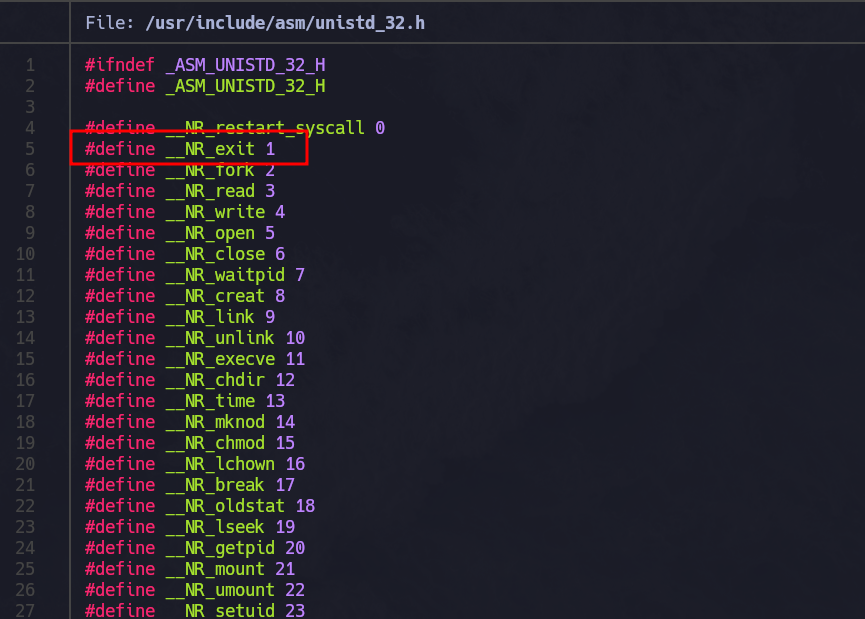 File: /usr/include/asm/unistd_32.h
1 #ifndef _ASM_UNISTD_32_H
2 #define _ASM_UNISTD_32_H
3
4 #define __NR_restart_syscall 0
5 #define __NR_exit 1
6 #define __NR_fork 2
7 #define __NR_read 3
8 #define __NR_write 4
9 #define __NR_open 5
10 #define __NR_close 6
11 #define __NR_waitpid 7
12 #define __NR_creat 8
13 #define __NR_link 9
14 #define __NR_unlink 10
15 #define __NR_execve 11
16 #define __NR_chdir 12
17 #define __NR_time 13
18 #define __NR_mknod 14
19 #define __NR_chmod 15
20 #define __NR_lchown 16
21 #define __NR_break 17
22 #define __NR_oldstat 18
23 #define __NR_lseek 19
24 #define __NR_getpid 20
25 #define __NR_mount 21
26 #define __NR_umount 22
27 #define __NR_setuid 23